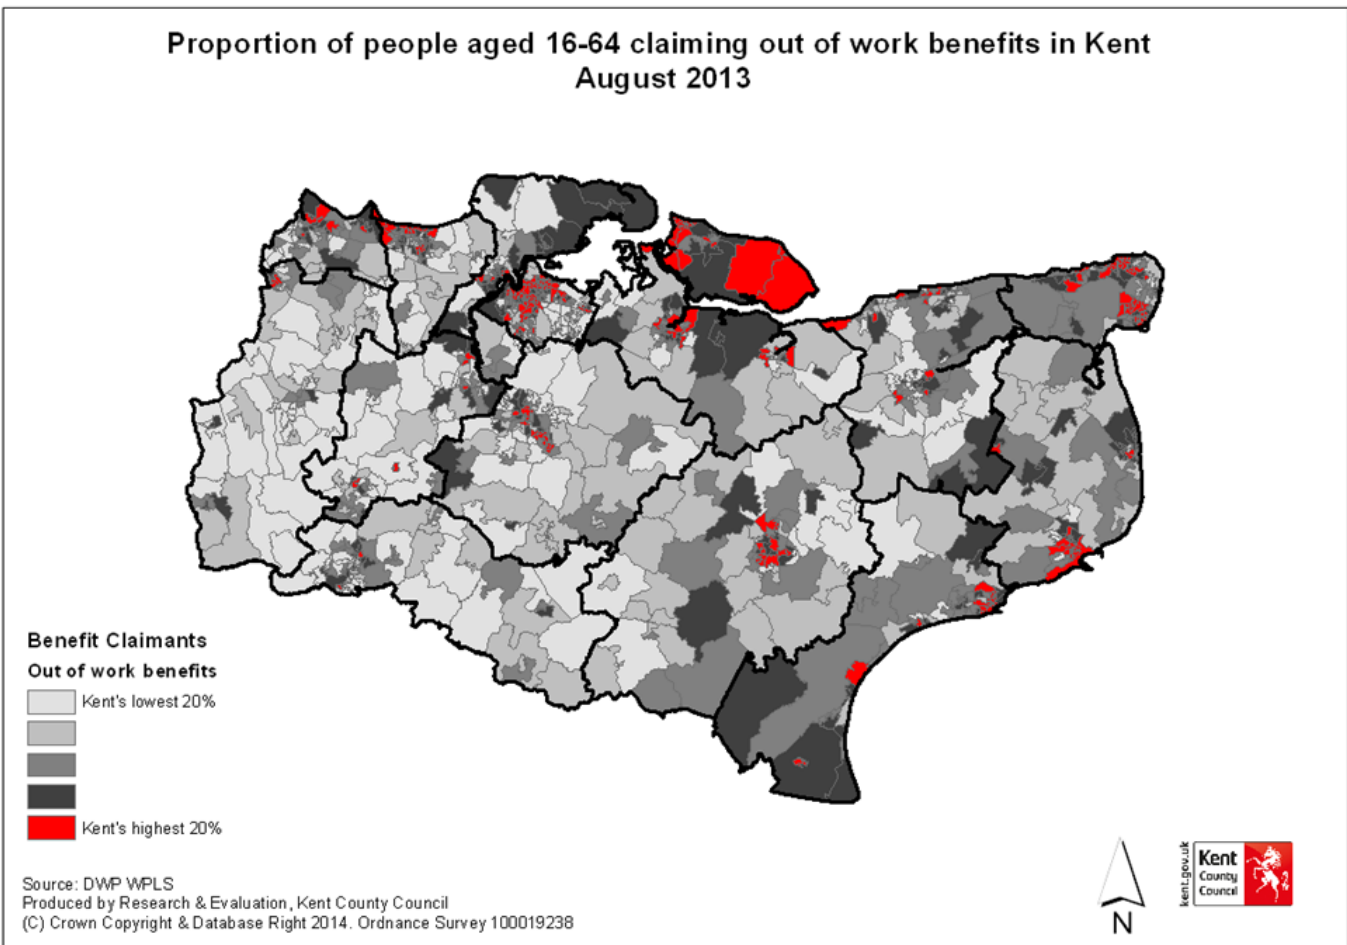 Proportion of people aged 16-64 claiming out of work benefits in Kent
August 2013
Benefit Claimants
Out of work benefits
Kent's lowest 20%
Kent's highest 20%
Source: DWP WPLS
Produced by Research & Evaluation, Kent County Council
(C) Crown Copyright & Database Right 2014. Ordnance Survey 100019238
N
kent.gov.uk
Kent
County
Council